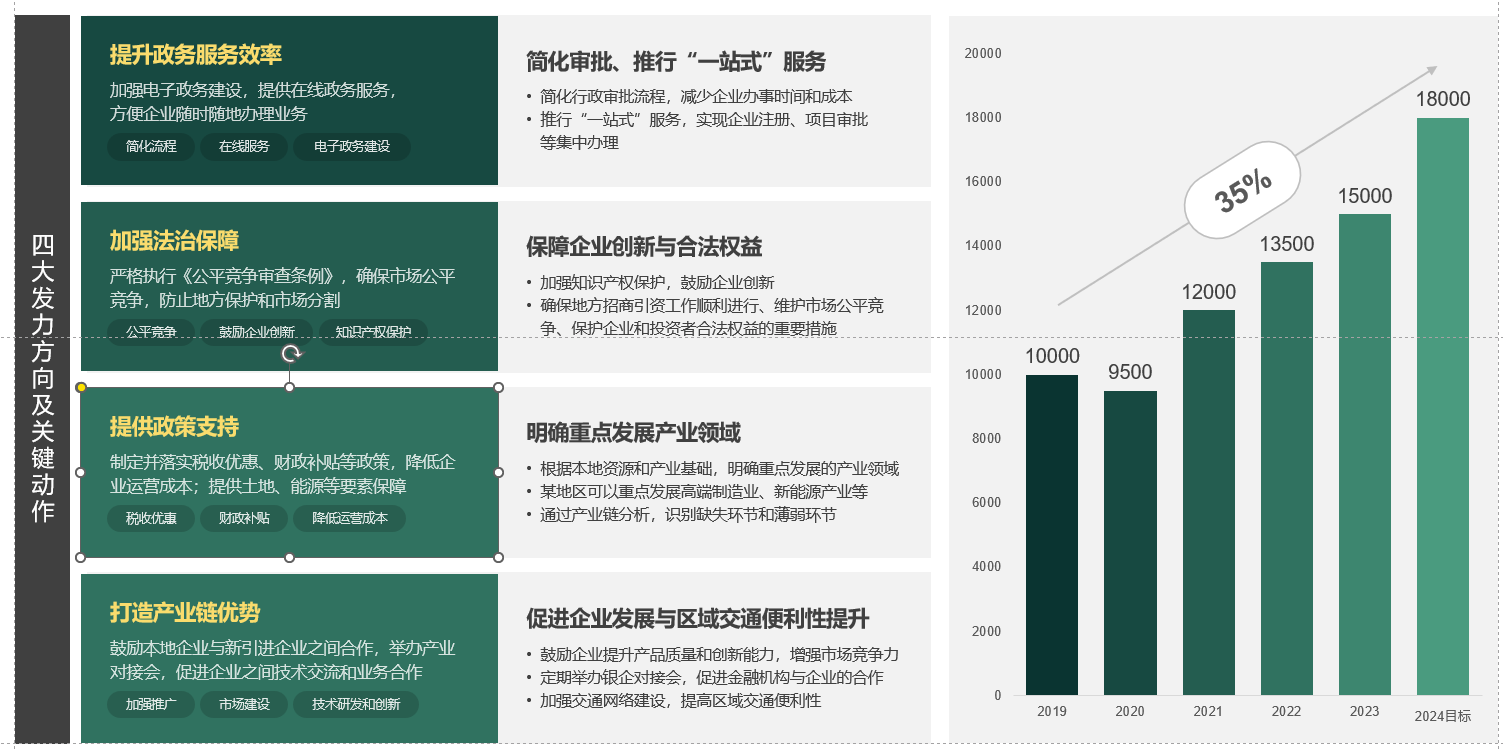 四大发力方向及关键动作
提升政务服务效率
加强电子政务建设，提供在线政务服务，
方便企业随时随地办理业务
简化流程
在线服务
电子政务建设
简化审批、推行“一站式”服务
• 简化行政审批流程，减少企业办事时间和成本
• 推行“一站式”服务，实现企业注册、项目审批
等集中办理
加强法治保障
严格执行《公平竞争审查条例》，确保市场公平
竞争，防止地方保护和市场分割
公平竞争
鼓励企业创新
知识产权保护
保障企业创新与合法权益
• 加强知识产权保护，鼓励企业创新
• 确保地方招商引资工作顺利进行、维护市场公平竞
争、保护企业和投资者合法权益的重要措施
提供政策支持
制定并落实税收优惠、财政补贴等政策，降低企
业运营成本；提供土地、能源等要素保障
税收优惠
财政补贴
降低运营成本
明确重点发展产业领域
• 根据本地资源和产业基础，明确重点发展的产业领域
• 某地区可以重点发展高端制造业、新能源产业等
• 通过产业链分析，识别缺失环节和薄弱环节
打造产业链优势
鼓励本地企业与新引进企业之间合作，举办产业
对接会，促进企业之间技术交流和业务合作
加强推广
市场建设
技术研发和创新
促进企业发展与区域交通便利性提升
• 鼓励企业提升产品质量和创新能力，增强市场竞争力
• 定期举办银企对接会，促进金融机构与企业的合作
• 加强交通网络建设，提高区域交通便利性
20000
18000
16000
14000
12000
10000
8000
6000
4000
2000
0
10000
9500
12000
13500
15000
18000
35%
2019
2020
2021
2022
2023
2024目标